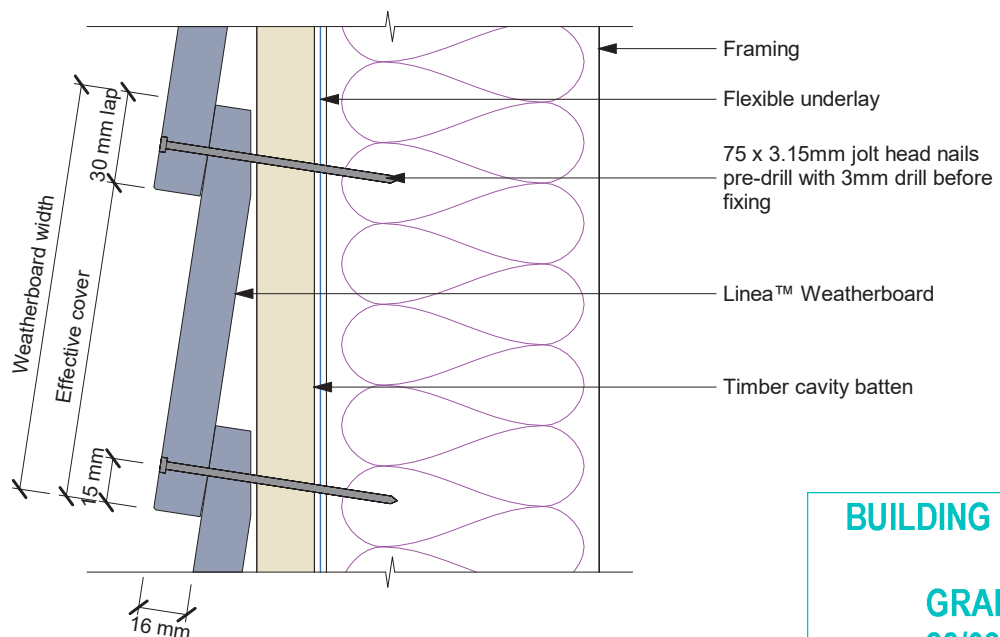 Framing
Flexible underlay
75 x 3.15mm jolt head nails
pre-drill with 3mm drill before
fixing
Linea™ Weatherboard
Timber cavity batten
30 mm lap
Weatherboard width
Effective cover
15 mm
16 mm
BUILDING